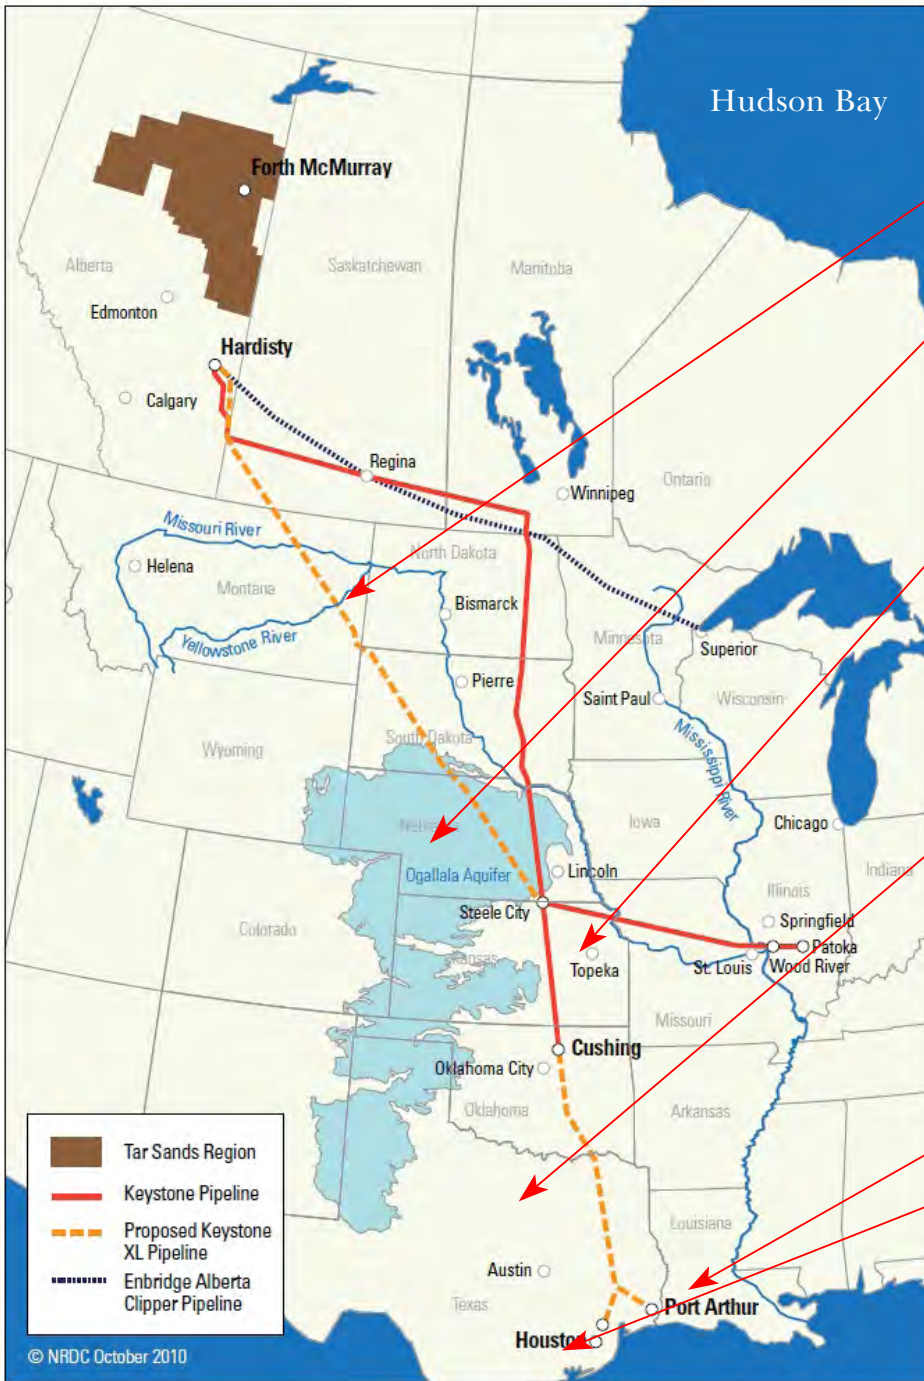 Hudson Bay
Forth McMurray
Alberta
Saskatchewan
Manitoba
Edmonton
Hardisty
Calgary
Regina
Winnipeg
Ontario
Missouri River
North Dakota
Helena
Montana
Bismarck
Yellowstone River
Minnesota
Superior
Pierre
Saint Paul
Wisconsin
South Dakota
Wyoming
Mississippi River
Iowa
Chicago
Lincoln
Indiana
Ogallala Aquifer
Illinois
Steele City
Springfield
Colorado
Patoka
Topeka
St. Louis
Wood River
Missouri
Cushing
Oklahoma City
Oklahoma
Arkansas
Tar Sands Region
Keystone Pipeline
Louisiana
Proposed Keystone
XL Pipeline
Austin
Enbridge Alberta
Clipper Pipeline
Texas
Port Arthur
Houston
© NRDC October 2010